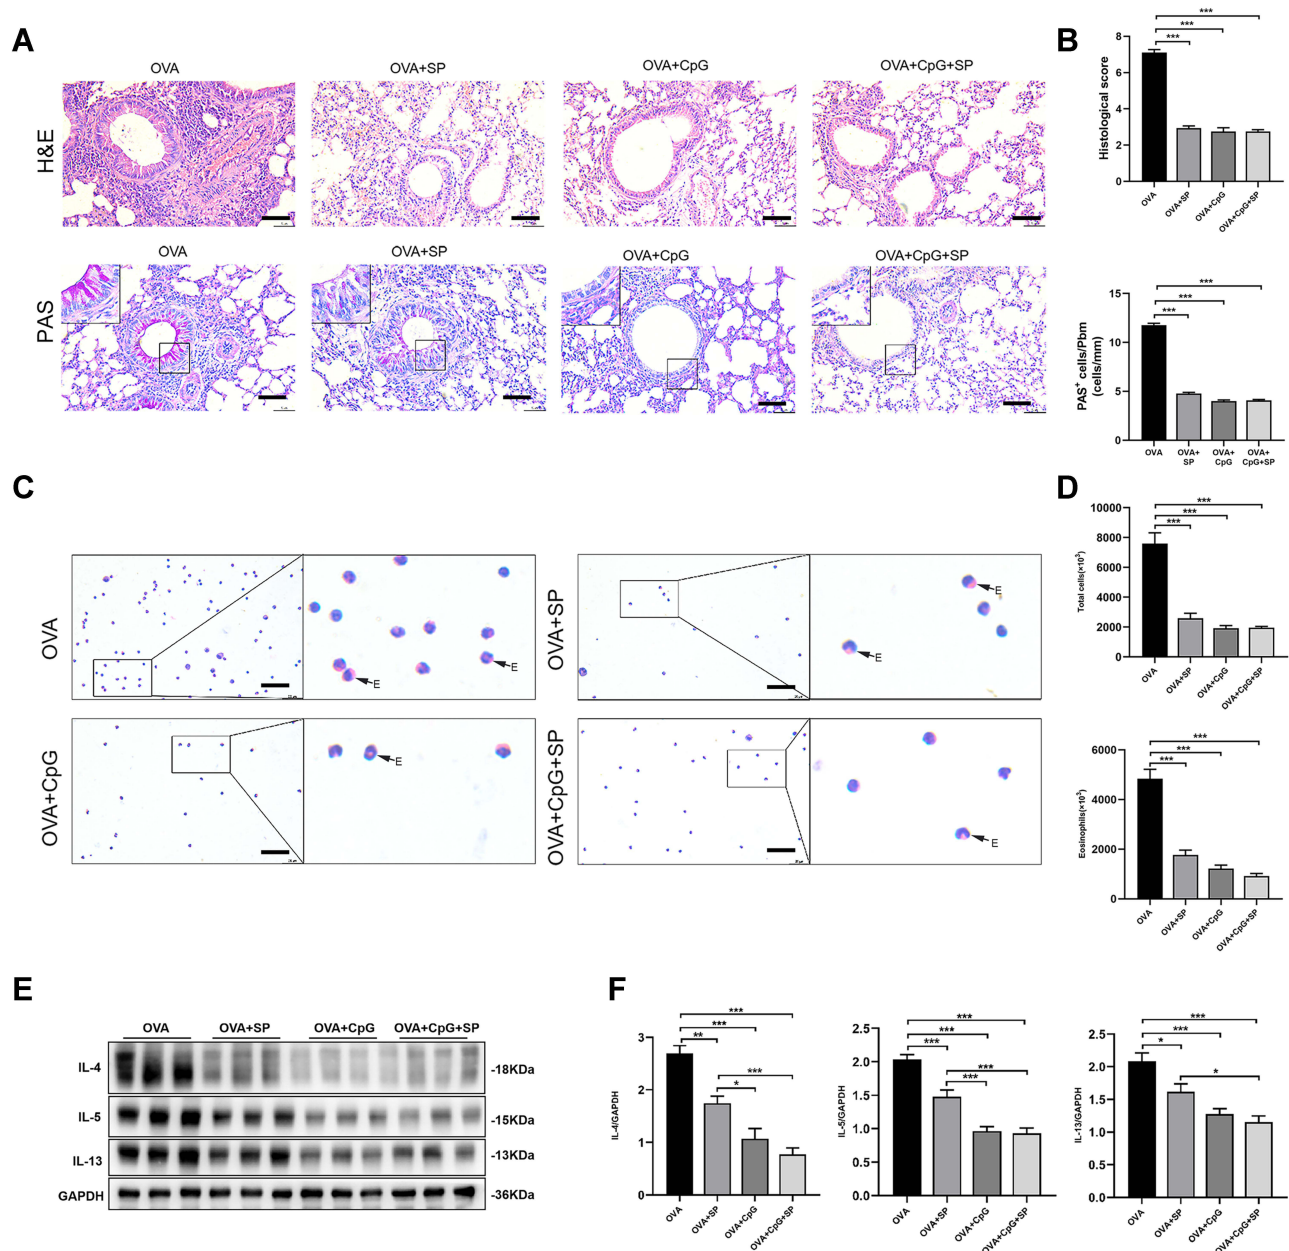 A
OVA
OVA+SP
OVA+CpG
OVA+CpG+SP
H&E
OVA
OVA+SP
OVA+CpG
OVA+CpG+SP
PAS
B
***
***
***
Histological score
8
6
4
2
0
OVA
OVA+SP
OVA+CpG
OVA+CpG+SP
***
***
***
PAS+ cells/Pbm
(cells/mm)
15
10
5
0
OVA
OVA+
SP
OVA+
CpG
OVA+
CpG+SP
C
OVA
E
E
OVA+SP
E
E
OVA+CpG
E
OVA+CpG+SP
E
D
***
***
***
Total cells(×10³)
10000
8000
6000
4000
2000
0
OVA
OVA+SP
OVA+CpG
OVA+CpG+SP
***
***
***
Eosinophils(×10³)
6000
4000
2000
0
OVA
OVA+SP
OVA+CpG
OVA+CpG+SP
E
OVA
OVA+SP
OVA+CpG
OVA+CpG+SP
IL-4
-18KDa
IL-5
-15KDa
IL-13
-13KDa
GAPDH
-36KDa
F
***
***
**
***
*
IL-4/GAPDH
3
2
1
0
OVA
OVA+SP
OVA+CpG
OVA+CpG+SP
***
***
***
***
***
IL-5/GAPDH
2.5
2.0
1.5
1.0
0.5
0.0
OVA
OVA+SP
OVA+CpG
OVA+CpG+SP
***
***
*
*
IL-13/GAPDH
2.5
2.0
1.5
1.0
0.5
0.0
OVA
OVA+SP
OVA+CpG
OVA+CpG+SP